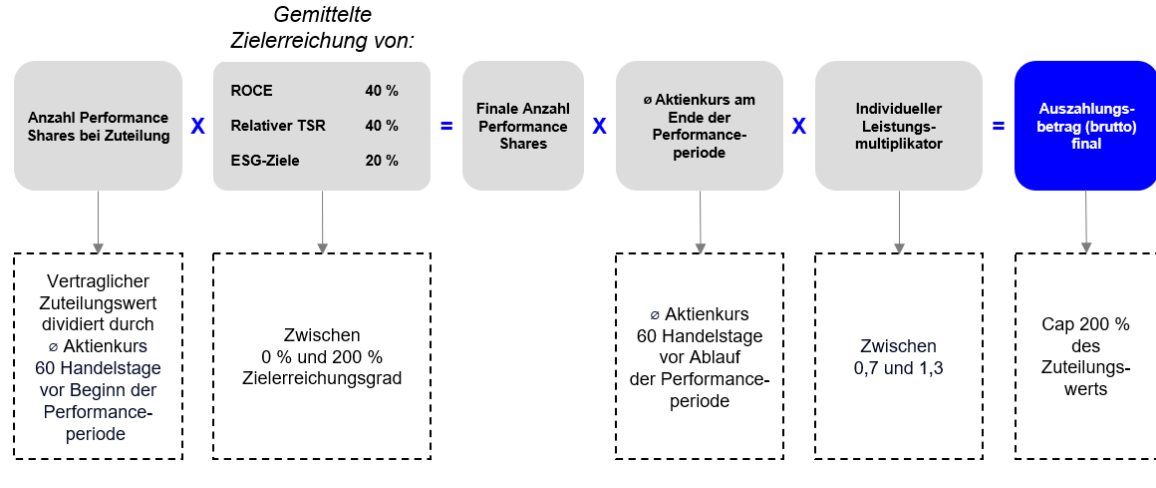 Gemittelte
Zielerreichung von:
Anzahl Performance
Shares bei Zuteilung
X
ROCE 40 %
Relativer TSR 40 %
ESG-Ziele 20 %
=
Finale Anzahl
Performance
Shares
X
ø Aktienkurs am
Ende der
Performance-
periode
X
Individueller
Leistungs-
multiplikator
=
Auszahlungs-
betrag (brutto)
final
Vertraglicher
Zuteilungswert
dividiert durch
ø Aktienkurs
60 Handelstage
vor Beginn der
Performance-
periode
Zwischen
0 % und 200 %
Zielerreichungsgrad
ø Aktienkurs
60 Handelstage
vor Ablauf
der Performance-
periode
Zwischen
0,7 und 1,3
Cap 200 %
des
Zuteilungs-
werts